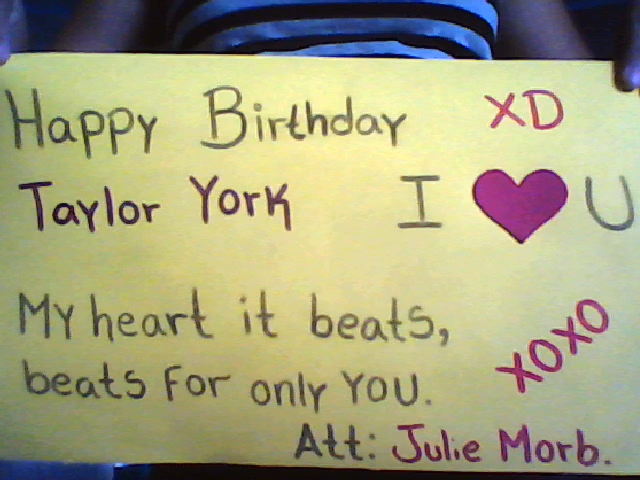 Happy Birthday XD
Taylor York I ♥ U
My heart it beats,
beats for only YOU.
XOXO
Att: Julie Morb.